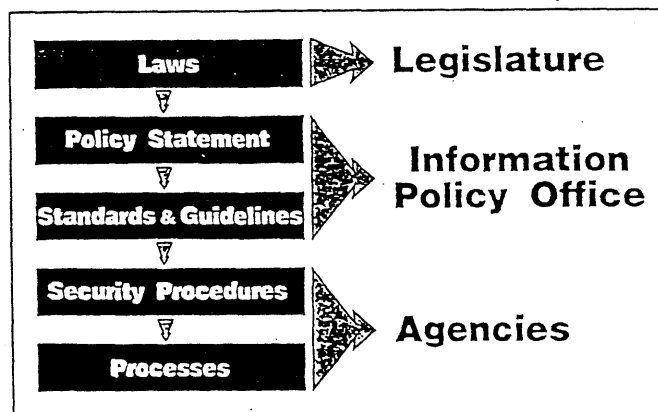 Laws
Legislature
Policy Statement
Information
Policy Office
Standards & Guidelines
Security Procedures
Agencies
Processes